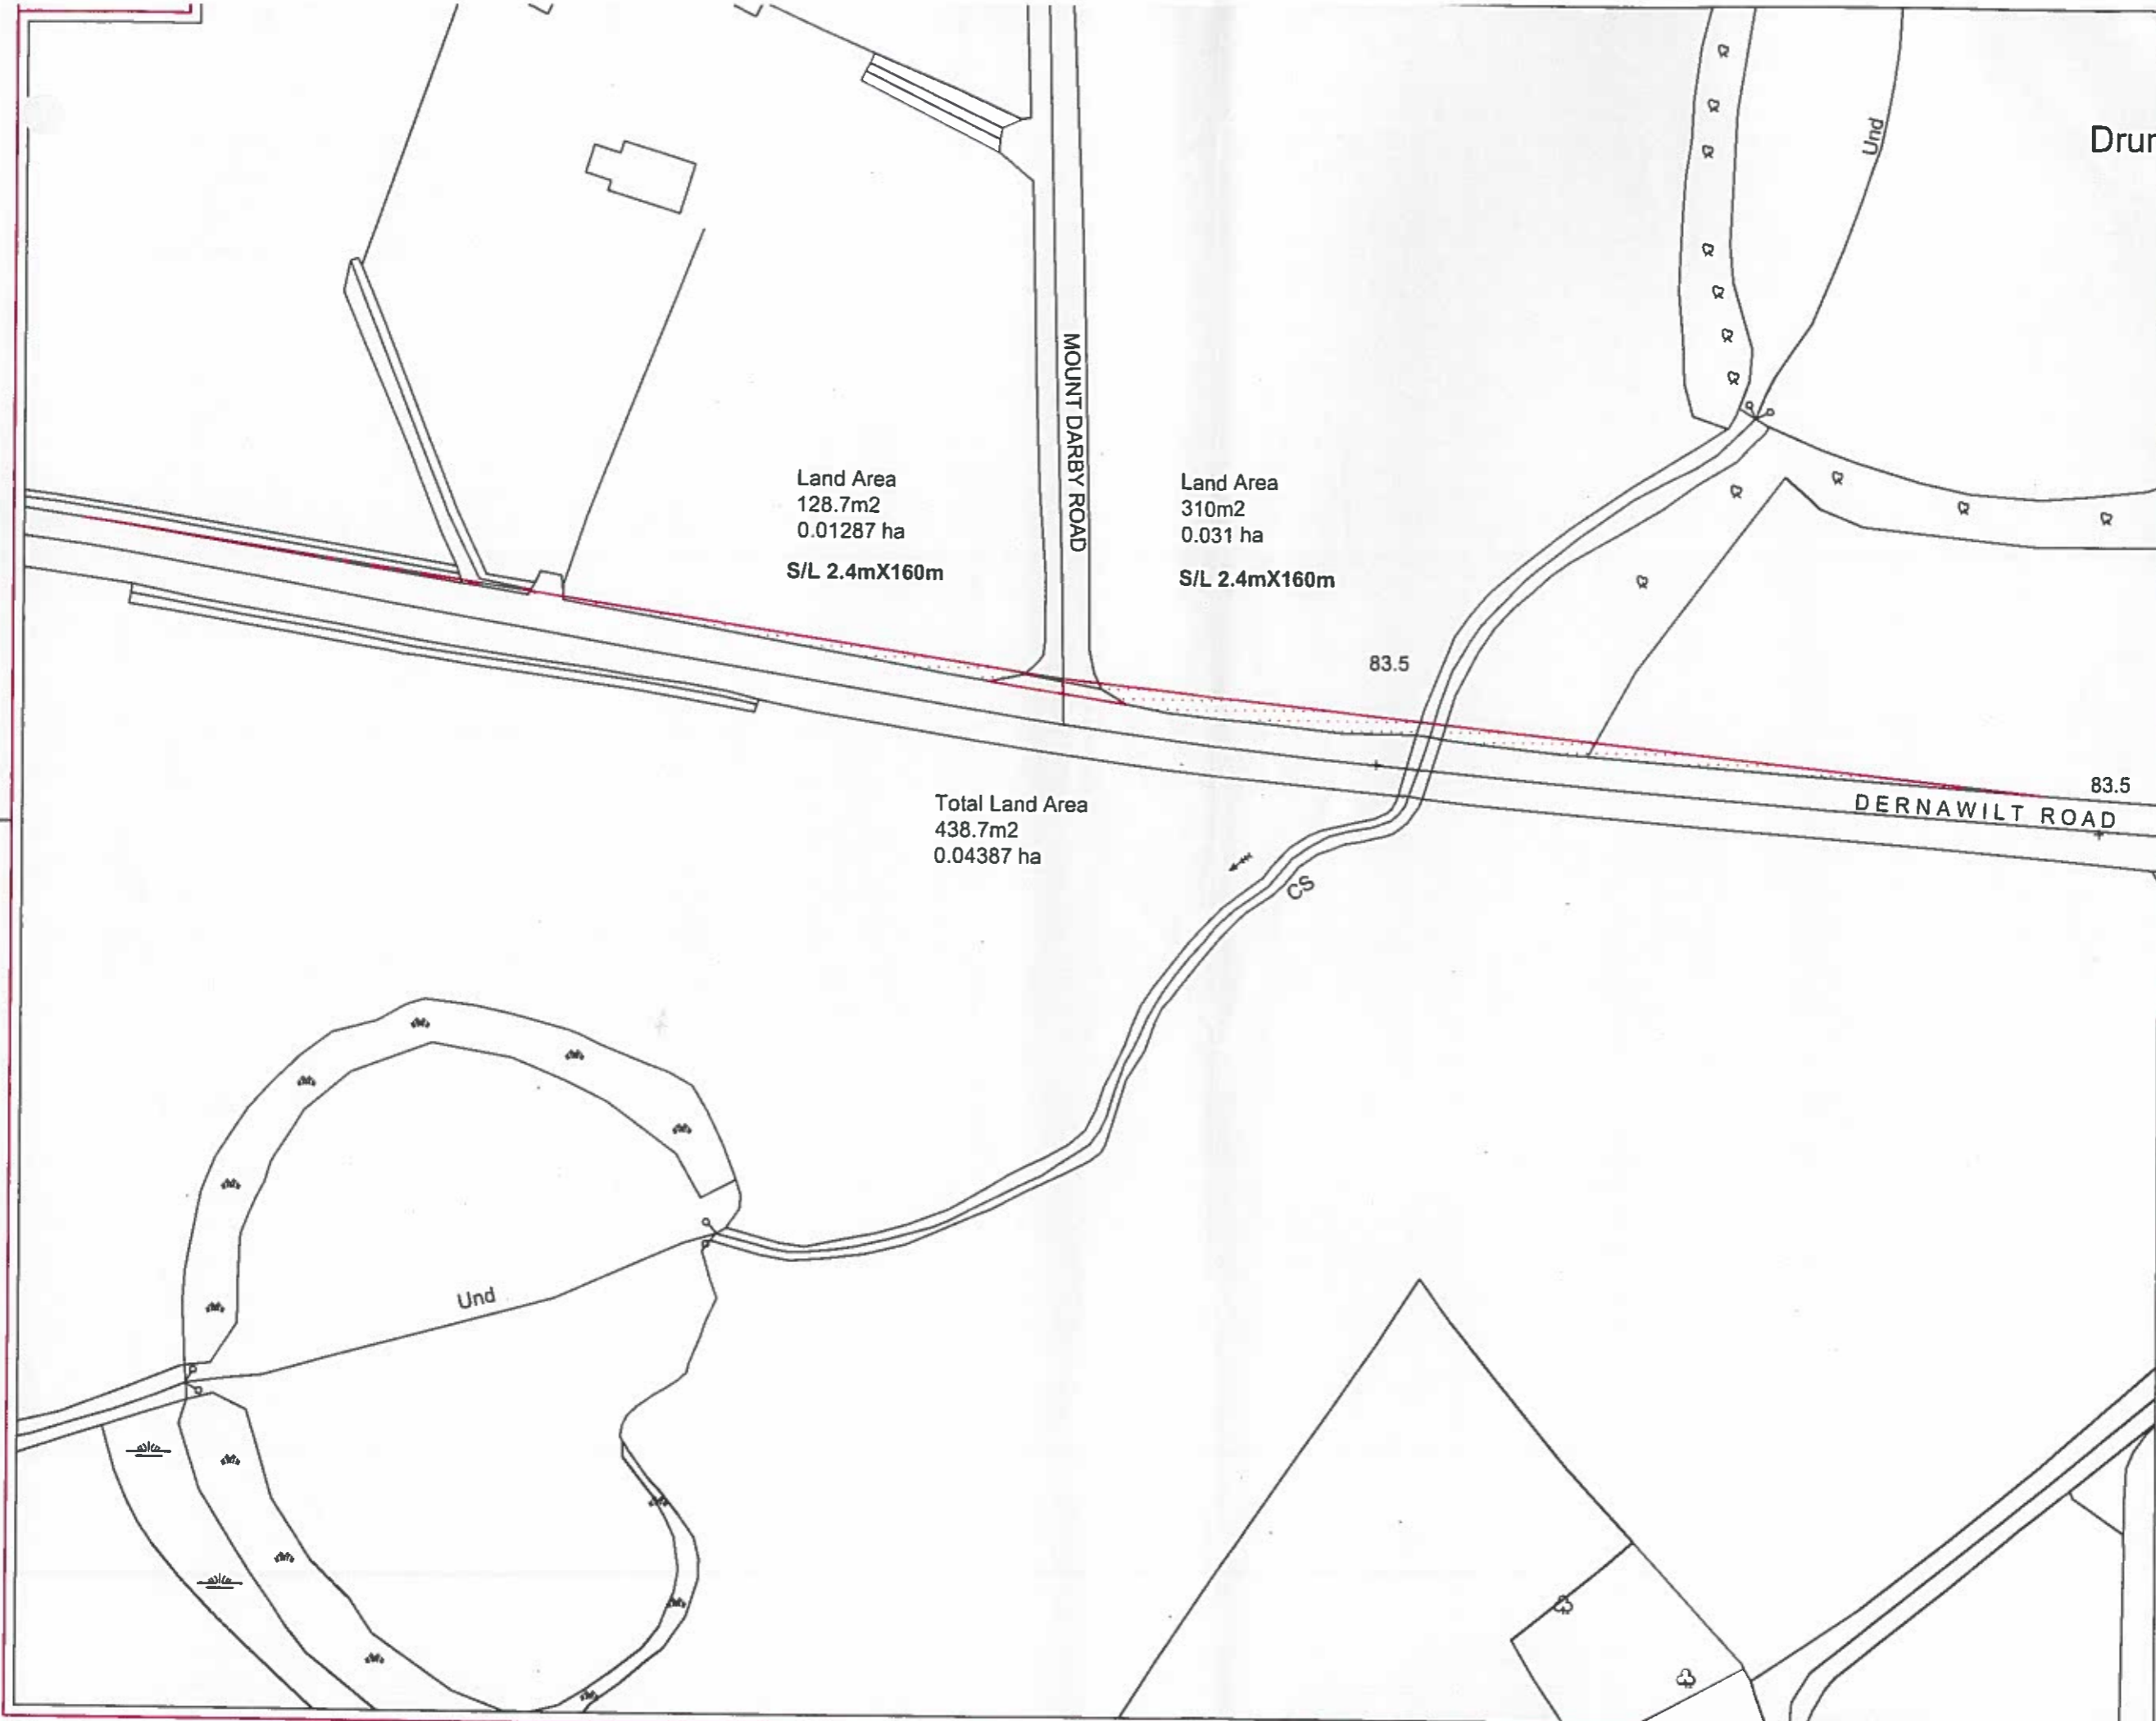 Und
Drur
MOUNT DARBY ROAD
Land Area
128.7m2
0.01287 ha
S/L 2.4mX160m
Land Area
310m2
0.031 ha
S/L 2.4mX160m
83.5
83.5
DERNAWILT ROAD
Total Land Area
438.7m2
0.04387 ha
CS
Und